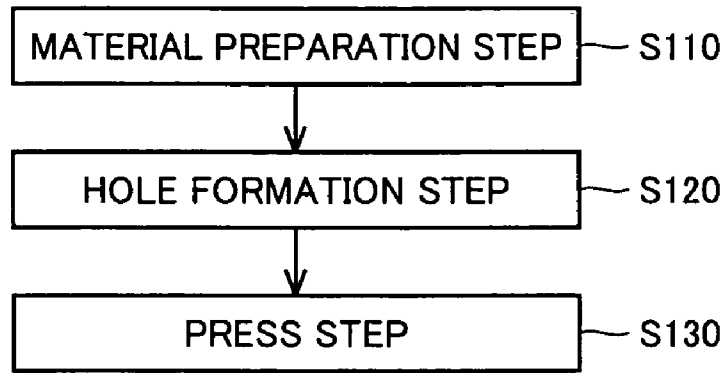 MATERIAL PREPARATION STEP S110
HOLE FORMATION STEP S120
PRESS STEP S130